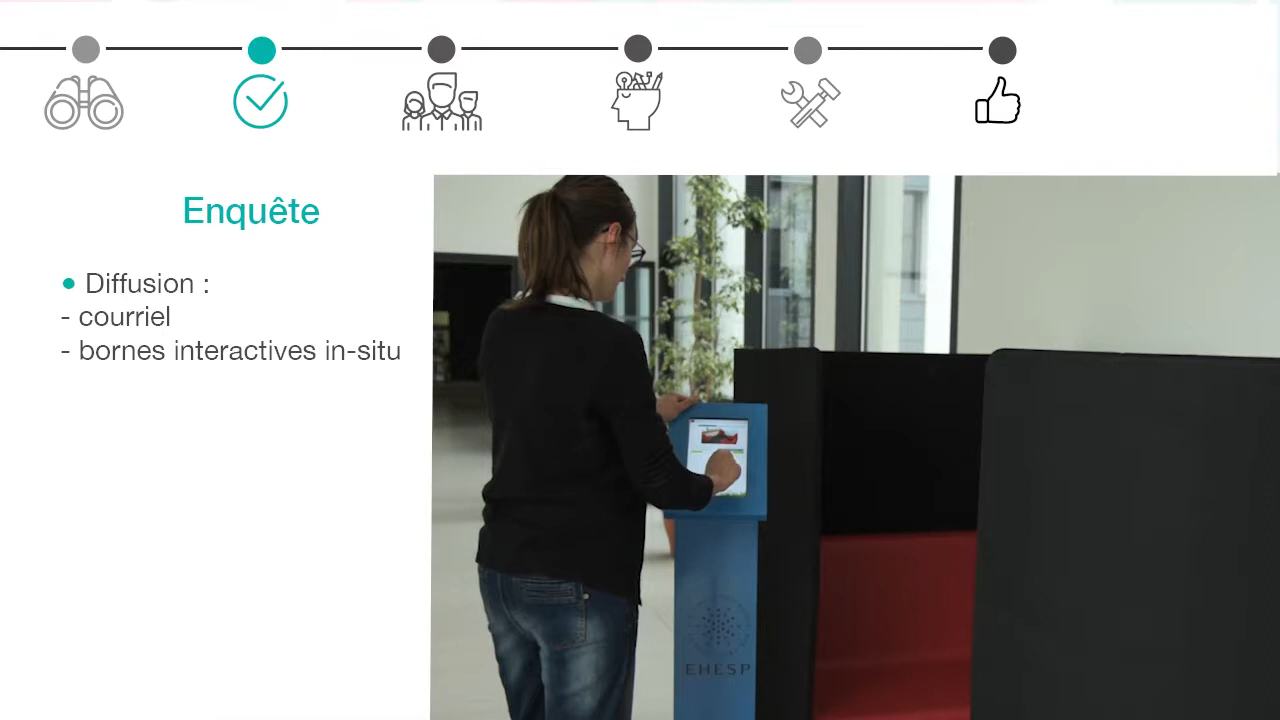 Enquête
• Diffusion :
- courriel
- bornes interactives in-situ
EHESP